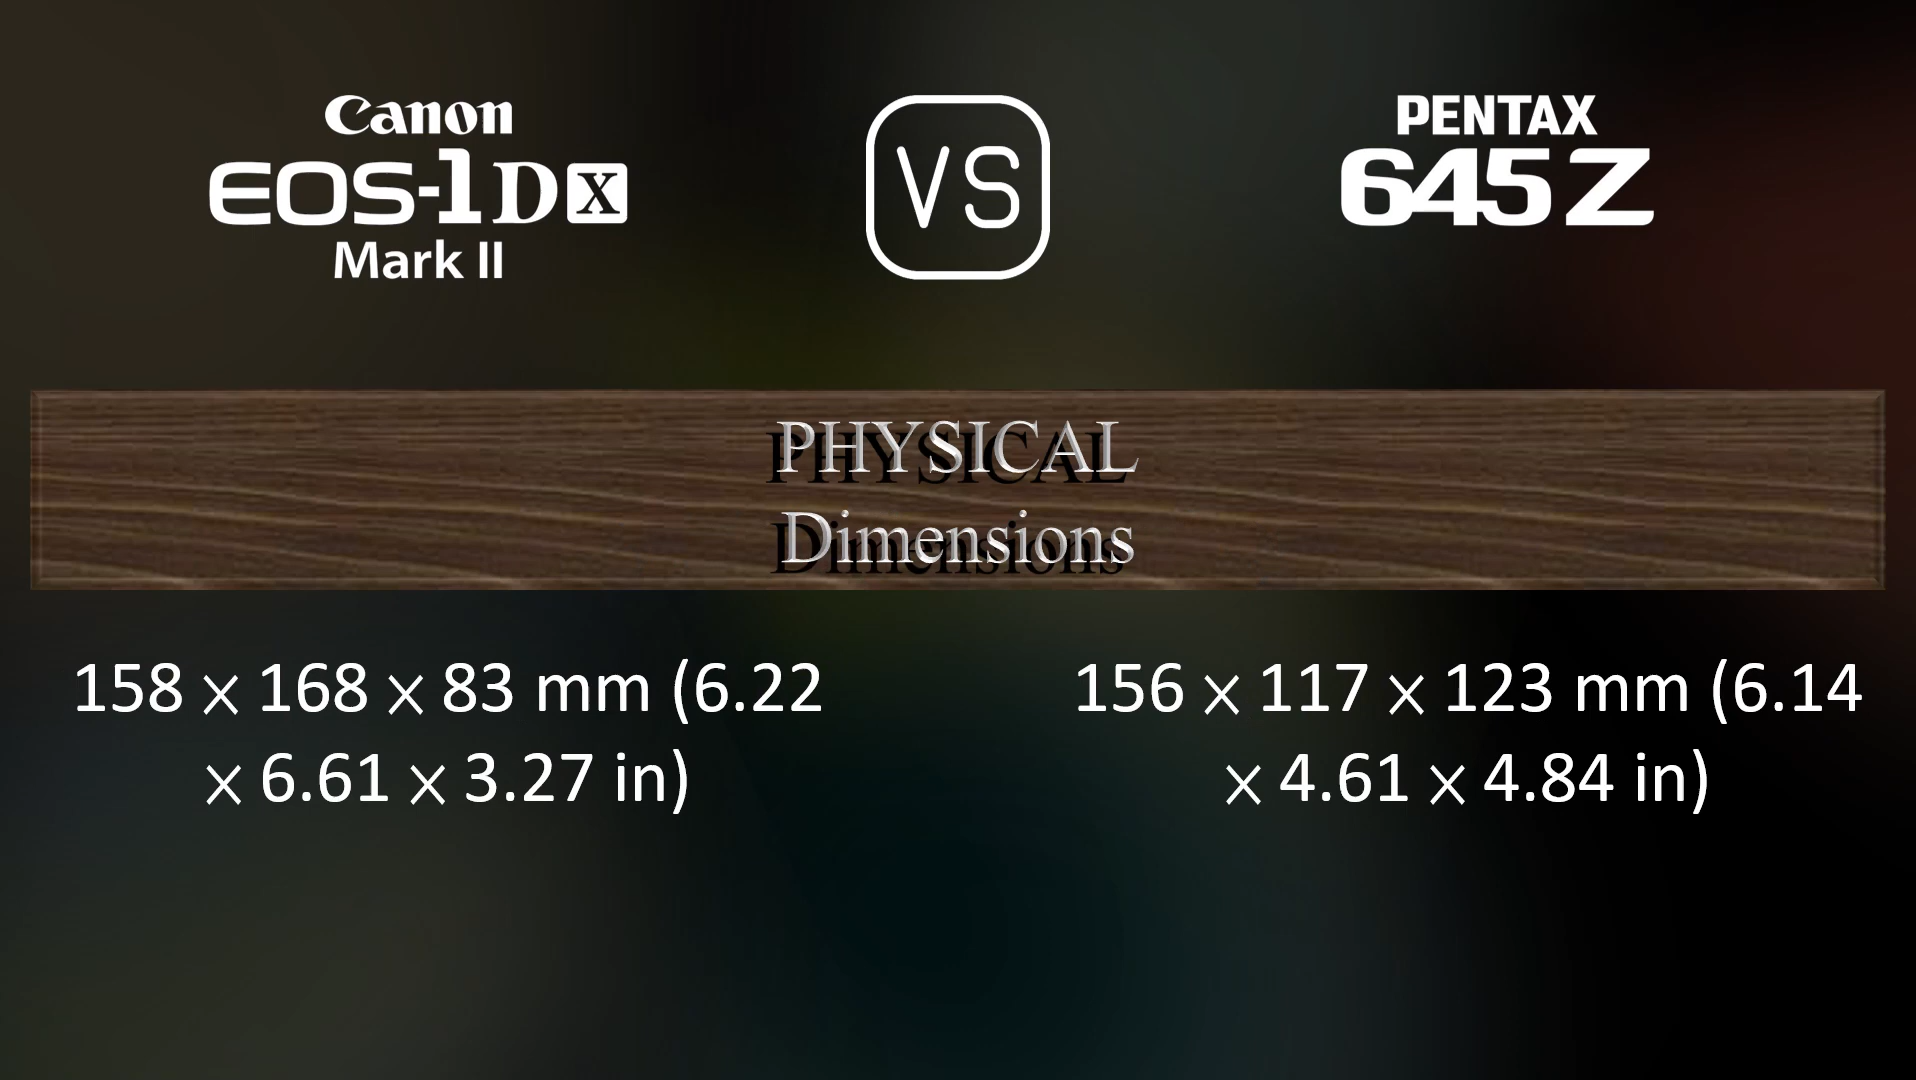 Canon
EOS-1D X
Mark II
VS
PENTAX
645Z
PHYSICAL
Dimensions
158 x 168 x 83 mm (6.22
x 6.61 x 3.27 in)
156 x 117 x 123 mm (6.14
x 4.61 x 4.84 in)